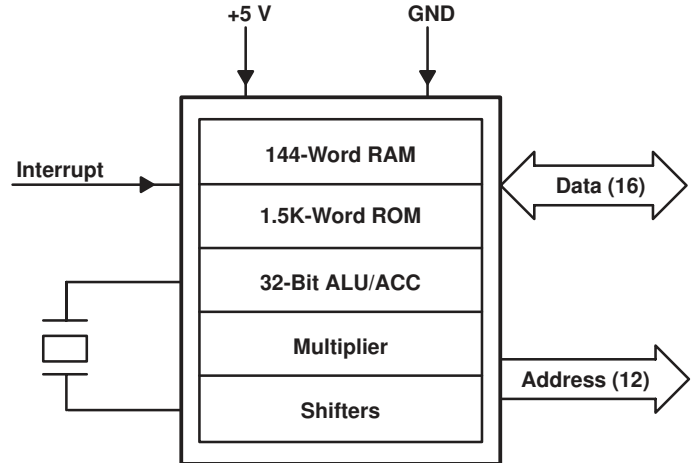 +5 V
GND
Interrupt
144-Word RAM
1.5K-Word ROM
32-Bit ALU/ACC
Multiplier
Shifters
Data (16)
Address (12)